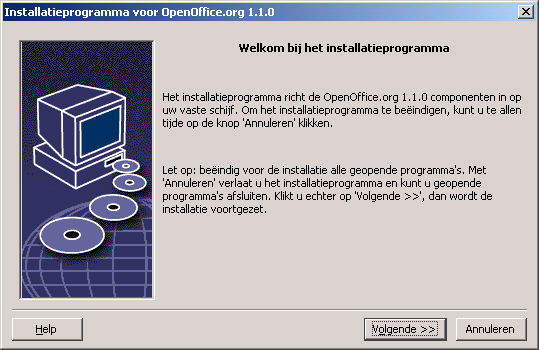 Installatieprogramma voor OpenOffice.org 1.1.0
Welkom bij het installatieprogramma
Het installatieprogramma richt de OpenOffice.org 1.1.0 componenten in op
uw vaste schijf. Om het installatieprogramma te beëindigen, kunt u te allen
tijde op de knop 'Annuleren' klikken.
Let op: beëindig voor de installatie alle geopende programma's. Met
'Annuleren' verlaat u het installatieprogramma en kunt u geopende
programma's afsluiten. Klikt u echter op 'Volgende >>', dan wordt de
installatie voortgezet.
Help
Volgende >>
Annuleren